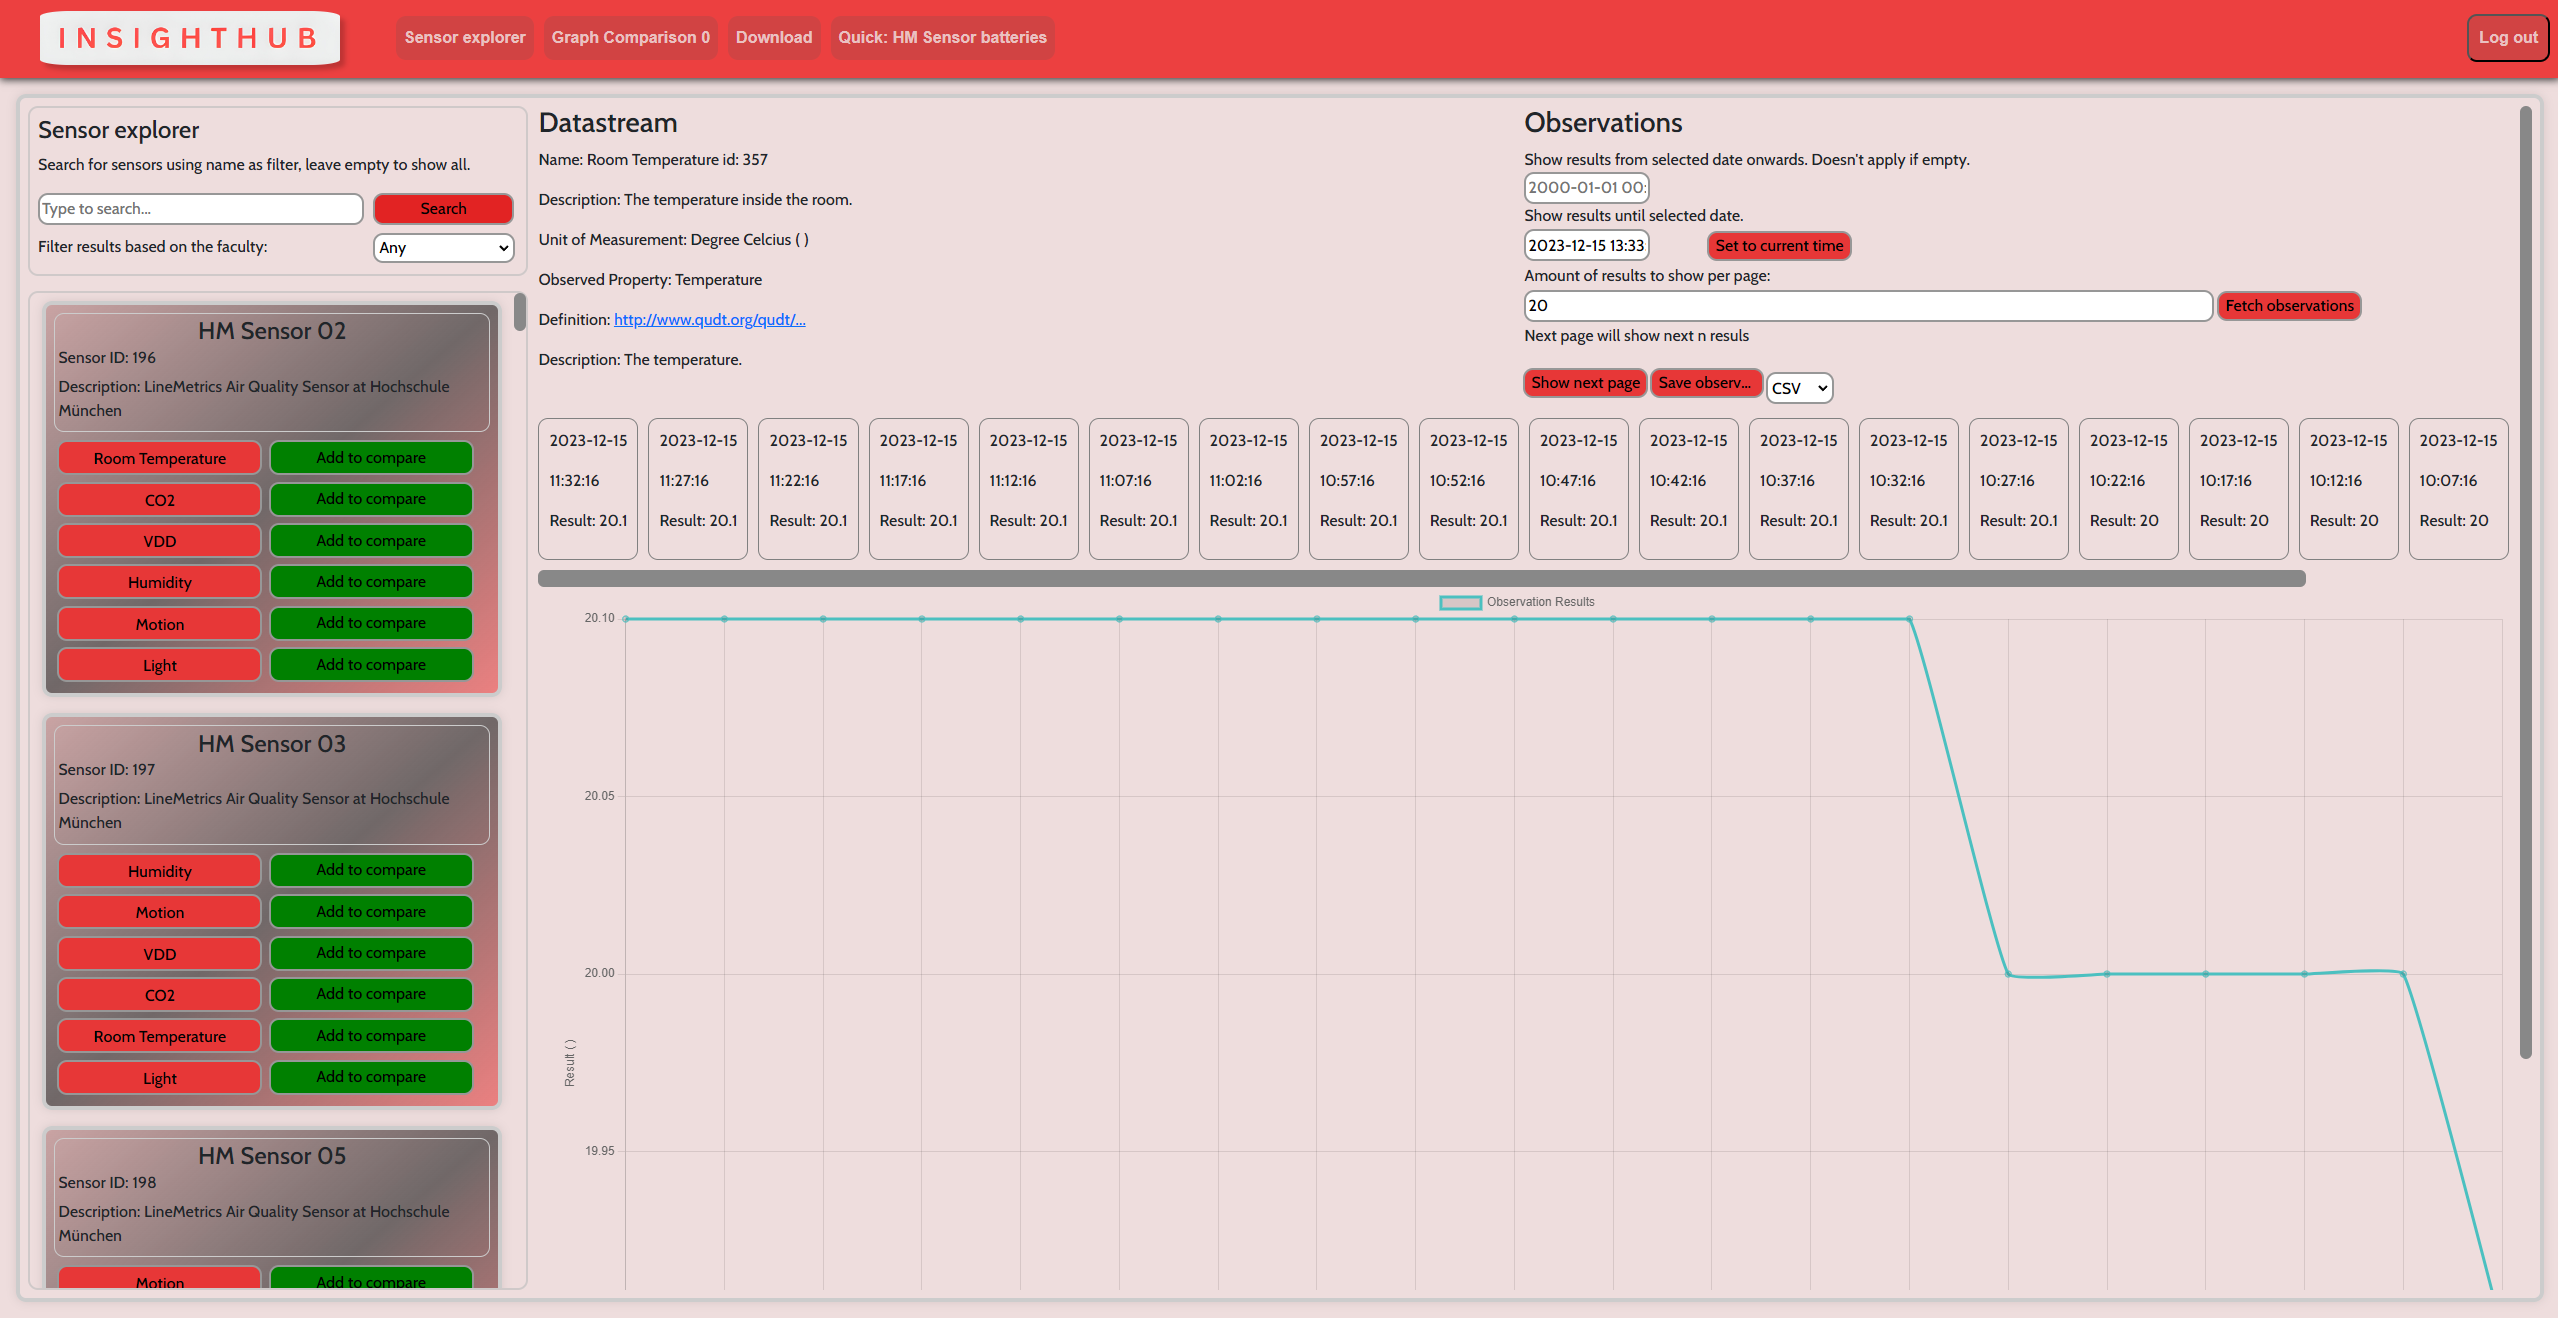 INSIGHTHUB
Sensor explorer
Graph Comparison 0
Download
Quick: HM Sensor batteries
Log out
Sensor explorer
Search for sensors using name as filter, leave empty to show all.
Type to search...
Search
Filter results based on the faculty:
Any
HM Sensor 02
Sensor ID: 196
Description: LineMetrics Air Quality Sensor at Hochschule
München
Room Temperature
Add to compare
CO2
Add to compare
VDD
Add to compare
Humidity
Add to compare
Motion
Add to compare
Light
Add to compare
HM Sensor 03
Sensor ID: 197
Description: LineMetrics Air Quality Sensor at Hochschule
München
Humidity
Add to compare
Motion
Add to compare
VDD
Add to compare
CO2
Add to compare
Room Temperature
Add to compare
Light
Add to compare
HM Sensor 05
Sensor ID: 198
Description: LineMetrics Air Quality Sensor at Hochschule
München
Motion
Add to compare
Datastream
Name: Room Temperature id: 357
Description: The temperature inside the room.
Unit of Measurement: Degree Celcius ( )
Observed Property: Temperature
Definition: http://www.qudt.org/qudt/...
Description: The temperature.
Observations
Show results from selected date onwards. Doesn't apply if empty.
2000-01-01 00:
Show results until selected date.
2023-12-15 13:33
Set to current time
Amount of results to show per page:
20
Fetch observations
Next page will show next n resuls
Show next page
Save observ...
CSV
2023-12-15
11:32:16
Result: 20.1
2023-12-15
11:27:16
Result: 20.1
2023-12-15
11:22:16
Result: 20.1
2023-12-15
11:17:16
Result: 20.1
2023-12-15
11:12:16
Result: 20.1
2023-12-15
11:07:16
Result: 20.1
2023-12-15
11:02:16
Result: 20.1
2023-12-15
10:57:16
Result: 20.1
2023-12-15
10:52:16
Result: 20.1
2023-12-15
10:47:16
Result: 20.1
2023-12-15
10:42:16
Result: 20.1
2023-12-15
10:37:16
Result: 20.1
2023-12-15
10:32:16
Result: 20.1
2023-12-15
10:27:16
Result: 20.1
2023-12-15
10:22:16
Result: 20
2023-12-15
10:17:16
Result: 20
2023-12-15
10:12:16
Result: 20
2023-12-15
10:07:16
Result: 20
Observation Results
20.10
20.05
20.00
19.95
Result ( )